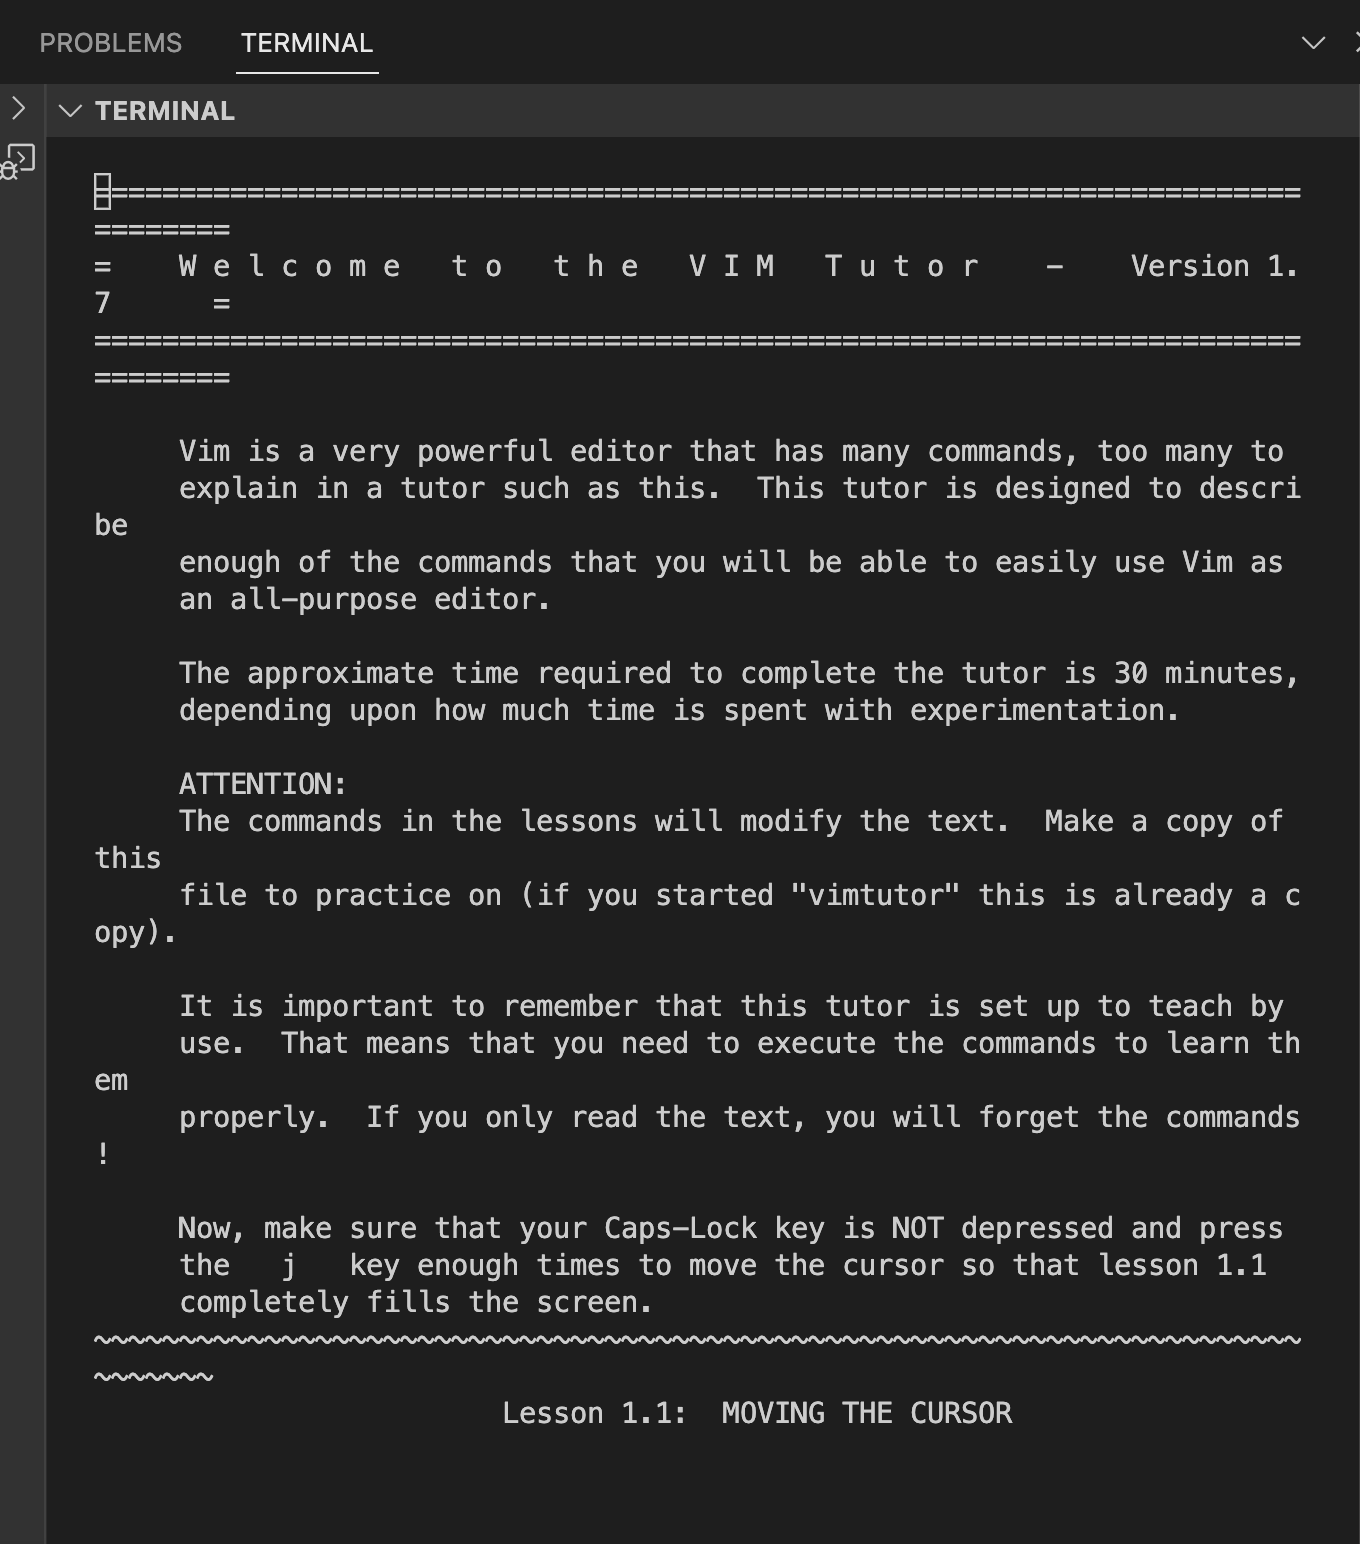 PROBLEMS TERMINAL
TERMINAL
=======================================================================
========
=    W e l c o m e   t o   t h e   V I M   T u t o r    -    Version 1.
7      =
=======================================================================
========

     Vim is a very powerful editor that has many commands, too many to
     explain in a tutor such as this.  This tutor is designed to descri
be
     enough of the commands that you will be able to easily use Vim as
     an all-purpose editor.

     The approximate time required to complete the tutor is 30 minutes,
     depending upon how much time is spent with experimentation.

     ATTENTION:
     The commands in the lessons will modify the text.  Make a copy of
this
     file to practice on (if you started "vimtutor" this is already a c
opy).

     It is important to remember that this tutor is set up to teach by
     use.  That means that you need to execute the commands to learn th
em
     properly.  If you only read the text, you will forget the commands
!

     Now, make sure that your Caps-Lock key is NOT depressed and press
     the   j   key enough times to move the cursor so that lesson 1.1
     completely fills the screen.
~~~~~~~~~~~~~~~~~~~~~~~~~~~~~~~~~~~~~~~~~~~~~~~~~~~~~~~~~~~~~~~~~~~~~~~
~~~~~~~
                        Lesson 1.1:  MOVING THE CURSOR